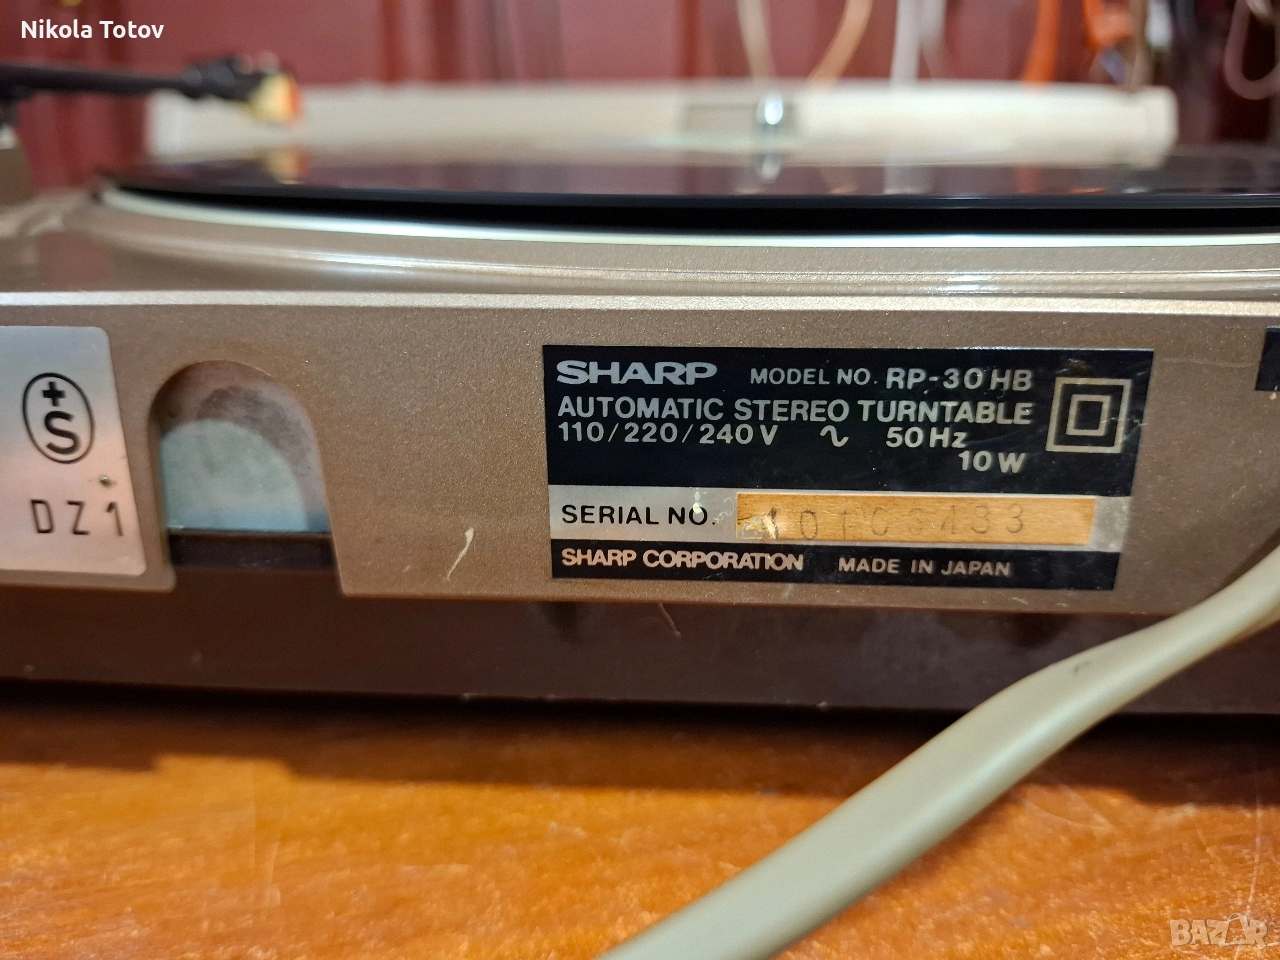 Nikola Totov
SHARP MODEL NO. RP-30HB
AUTOMATIC STEREO TURNTABLE
110/220/240V ∿ 50Hz
10W
SERIAL NO.
SHARP CORPORATION MADE IN JAPAN
+
S
DZ1
BAZAR